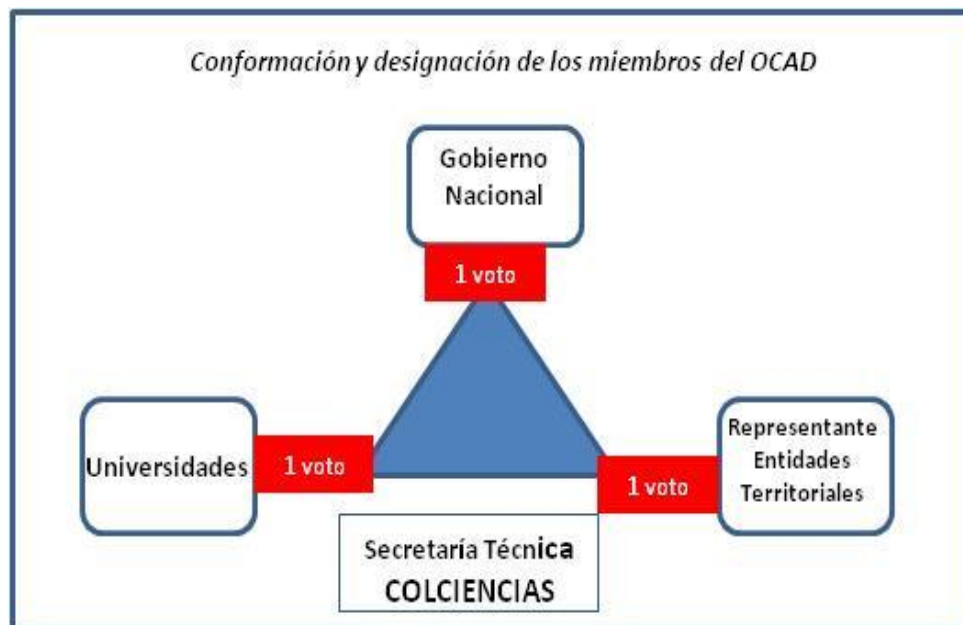 Conformación y designación de los miembros del OCAD
Gobierno
Nacional
1 voto
Universidades
1 voto
1 voto
Representante
Entidades
Territoriales
Secretaría Técnica
COLCIENCIAS